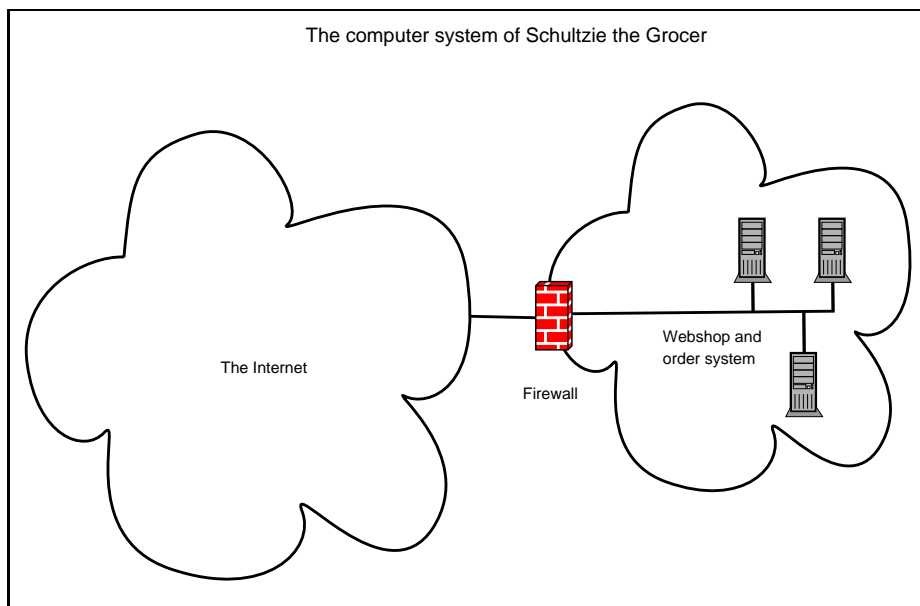 The computer system of Schultzie the Grocer
Webshop and
order system
The Internet
Firewall